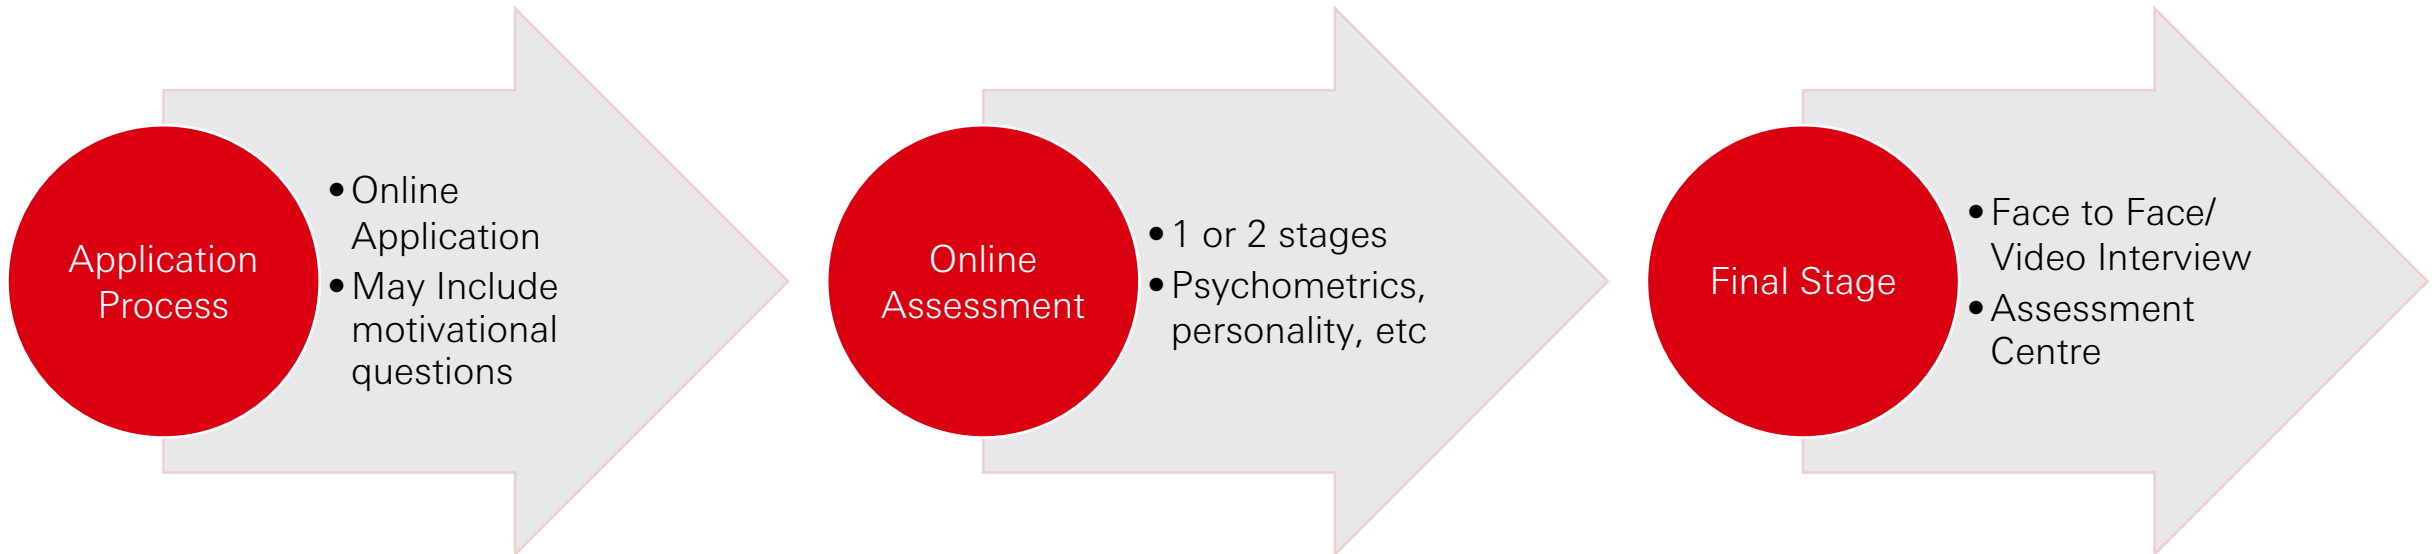 Application
Process
• Online
Application
• May Include
motivational
questions
Online
Assessment
• 1 or 2 stages
• Psychometrics,
personality, etc
Final Stage
• Face to Face/
Video Interview
• Assessment
Centre